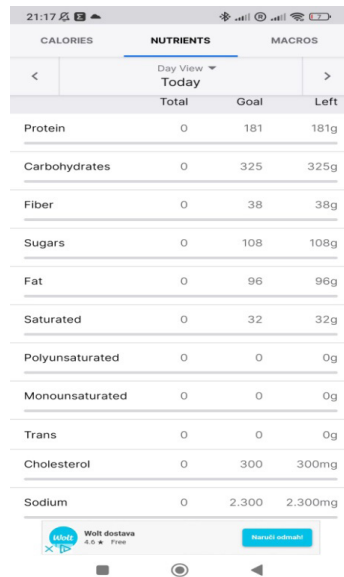 21:17
CALORIES NUTRIENTS MACROS
Day View
Today
Total Goal Left
Protein 0 181 181g
Carbohydrates 0 325 325g
Fiber 0 38 38g
Sugars 0 108 108g
Fat 0 96 96g
Saturated 0 32 32g
Polyunsaturated 0 0 0g
Monounsaturated 0 0 0g
Trans 0 0 0g
Cholesterol 0 300 300mg
Sodium 0 2.300 2.300mg
Wolt
Wolt dostava
4.6 ★ Free
Naruči odmah!